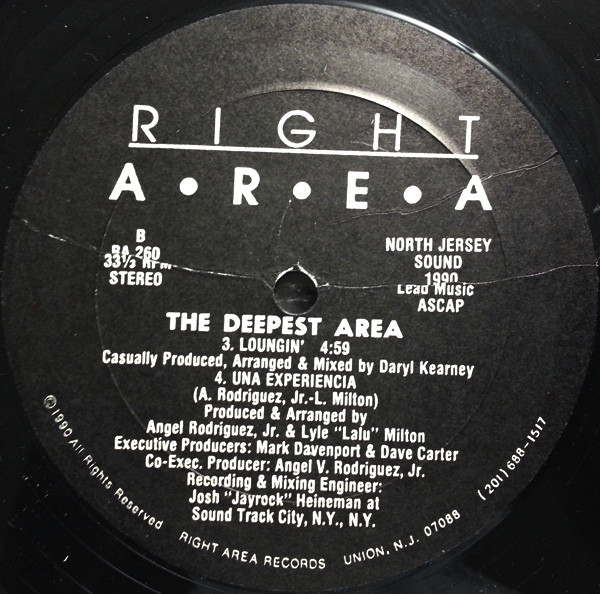 RIGHT
A•R•E•A
B
RA 260
33⅓ RPM
STEREO
NORTH JERSEY
SOUND
1990
Lead Music
ASCAP
THE DEEPEST AREA
3. LOUNGIN' 4:59
Casually Produced, Arranged & Mixed by Daryl Kearney
4. UNA EXPERIENCIA
(A. Rodriguez, Jr.-L. Milton)
Produced & Arranged by
Angel Rodriguez, Jr. & Lyle "Lalu" Milton
Executive Producers: Mark Davenport & Dave Carter
Co-Exec. Producer: Angel V. Rodriguez, Jr.
Recording & Mixing Engineer:
Josh "Jayrock" Heineman at
Sound Track City, N.Y., N.Y.
©1990 All Rights Reserved RIGHT AREA RECORDS UNION, N.J. 07088 (201) 688-1517